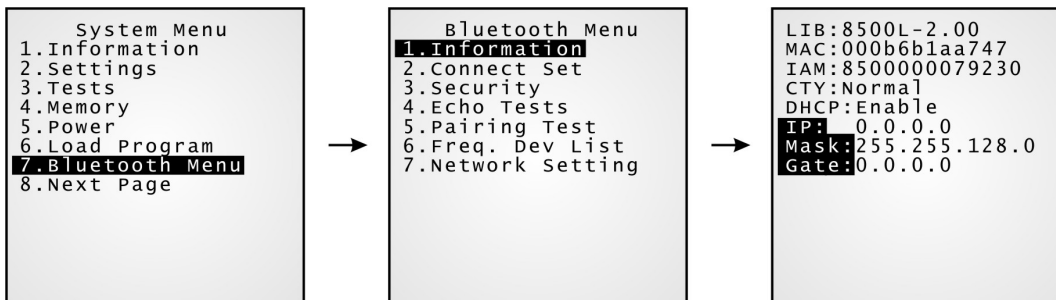 System Menu
1.Information
2.Settings
3.Tests
4.Memory
5.Power
6.Load Program
7.Bluetooth Menu
8.Next Page
Bluetooth Menu
1.Information
2.Connect Set
3.Security
4.Echo Tests
5.Pairing Test
6.Freq. Dev List
7.Network Setting
LIB:8500L-2.00
MAC:000b6b1aa747
IAM:8500000079230
CTY:Normal
DHCP:Enable
IP: 0.0.0.0
Mask:255.255.128.0
Gate:0.0.0.0